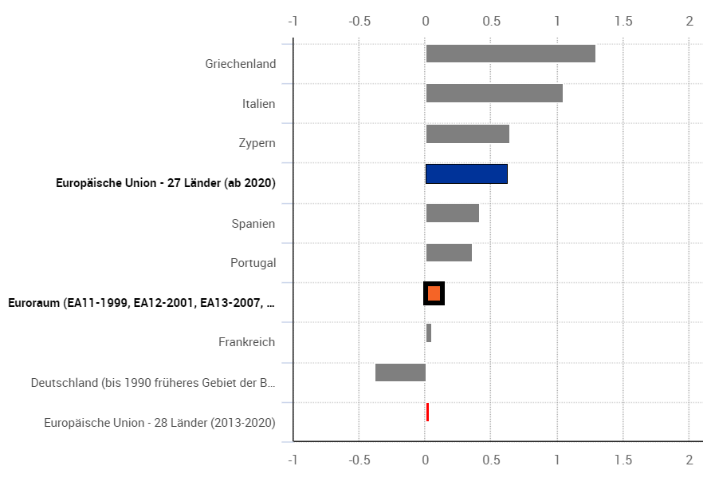 -1 -0.5 0 0.5 1 1.5 2
Griechenland
Italien
Zypern
Europäische Union - 27 Länder (ab 2020)
Spanien
Portugal
Euroraum (EA11-1999, EA12-2001, EA13-2007, ...
Frankreich
Deutschland (bis 1990 früheres Gebiet der B...
Europäische Union - 28 Länder (2013-2020)
-1 -0.5 0 0.5 1 1.5 2